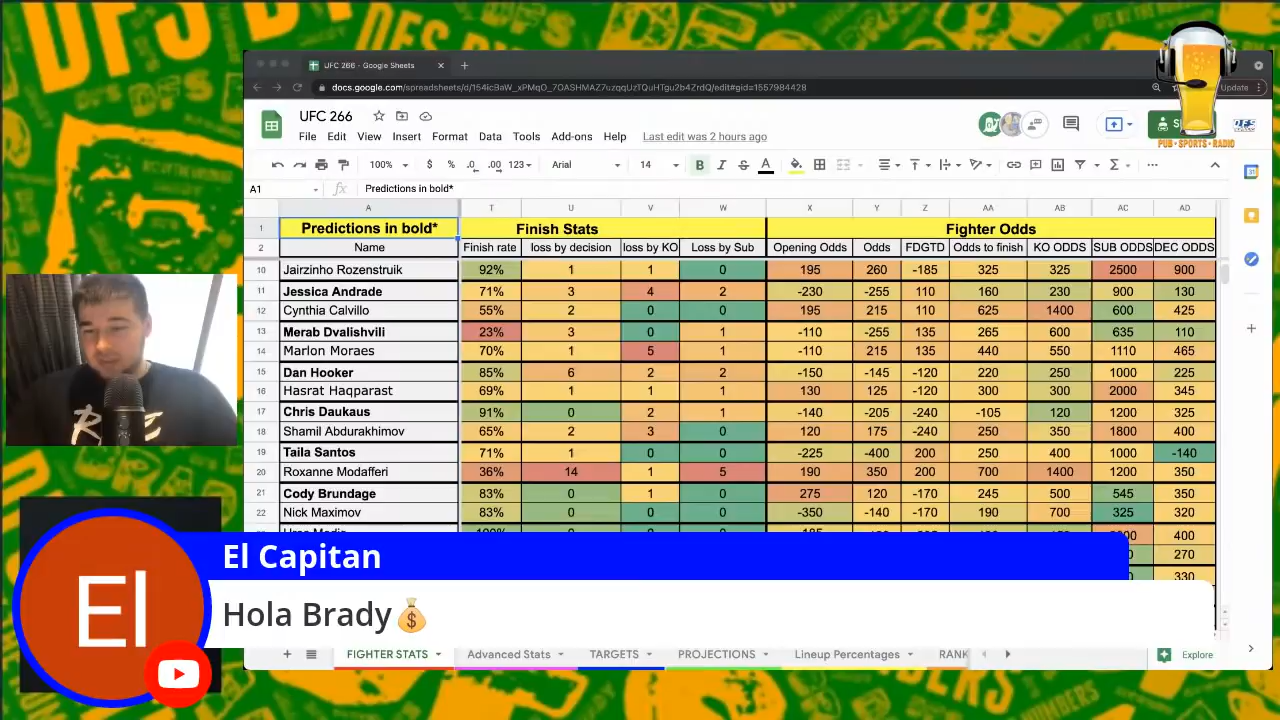 UFC 266 - Google Sheets
docs.google.com/spreadsheets/d/154lcBaW_xPMqO_7OASHMAZ7uzqqUzTQuHTgu2b4ZrdQ/edit#gid=1557984428
Update
UFC 266
File Edit View Insert Format Data Tools Add-ons Help Last edit was 2 hours ago
PUB·SPORTS·RADIO
100% $ % .0 .00 123 Arial 14 B I S A
A1 fx Predictions in bold*
A T U V W X Y Z AA AB AC AD
1 Predictions in bold* Finish Stats Fighter Odds
2 Name Finish rate loss by decision loss by KO Loss by Sub Opening Odds Odds FDGTD Odds to finish KO ODDS SUB ODDS DEC ODDS
10 Jairzinho Rozenstruik 92% 1 1 0 195 260 -185 325 325 2500 900
11 Jessica Andrade 71% 3 4 2 -230 -255 110 160 230 900 130
12 Cynthia Calvillo 55% 2 0 0 195 215 110 625 1400 600 425
13 Merab Dvalishvili 23% 3 0 1 -110 -255 135 265 600 635 110
14 Marlon Moraes 70% 1 5 1 -110 215 135 440 550 1110 465
15 Dan Hooker 85% 6 2 2 -150 -145 -120 220 250 1000 225
16 Hasrat Haqparast 69% 1 1 1 130 125 -120 300 300 2000 345
17 Chris Daukaus 91% 0 2 1 -140 -205 -240 -105 120 1200 325
18 Shamil Abdurakhimov 65% 2 3 0 120 175 -240 250 350 1800 400
19 Taila Santos 71% 1 0 0 -225 -400 200 250 400 1000 -140
20 Roxanne Modafferi 36% 14 1 5 190 350 200 700 1400 1200 350
21 Cody Brundage 83% 0 1 0 275 120 -170 245 500 545 350
22 Nick Maximov 83% 0 0 0 -350 -140 -170 190 700 325 320
400
270
330
El Capitan
El
Hola Brady💰
FIGHTER STATS Advanced Stats TARGETS PROJECTIONS Lineup Percentages RANK Explore